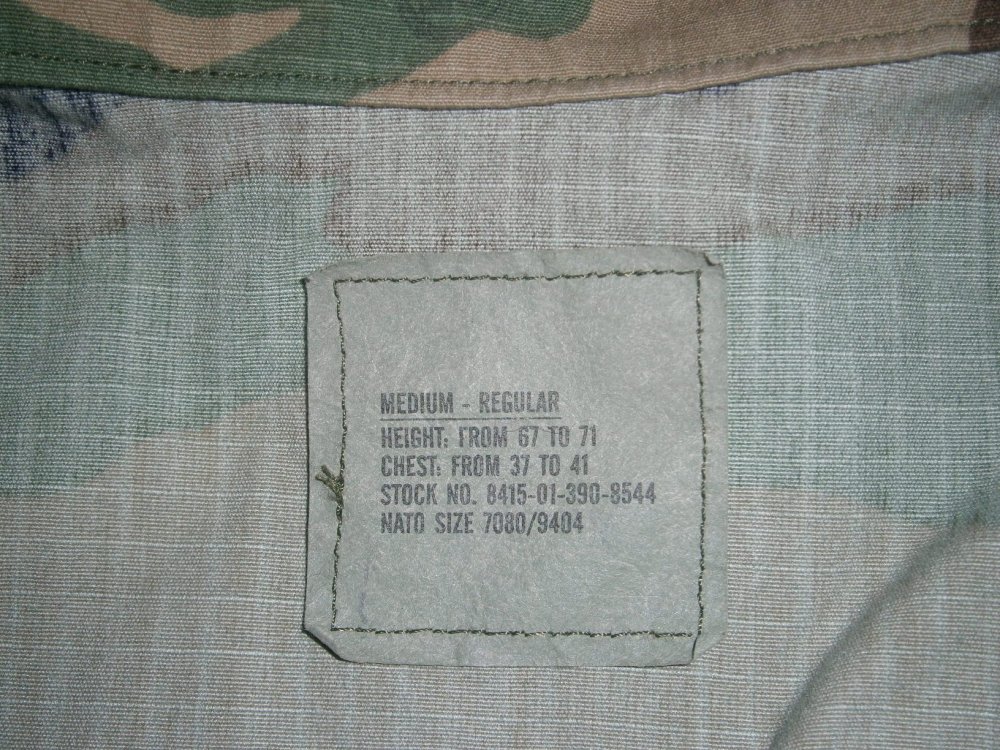 MEDIUM - REGULAR
HEIGHT: FROM 67 TO 71
CHEST: FROM 37 TO 41
STOCK NO. 8415-01-390-8544
NATO SIZE 7080/9404